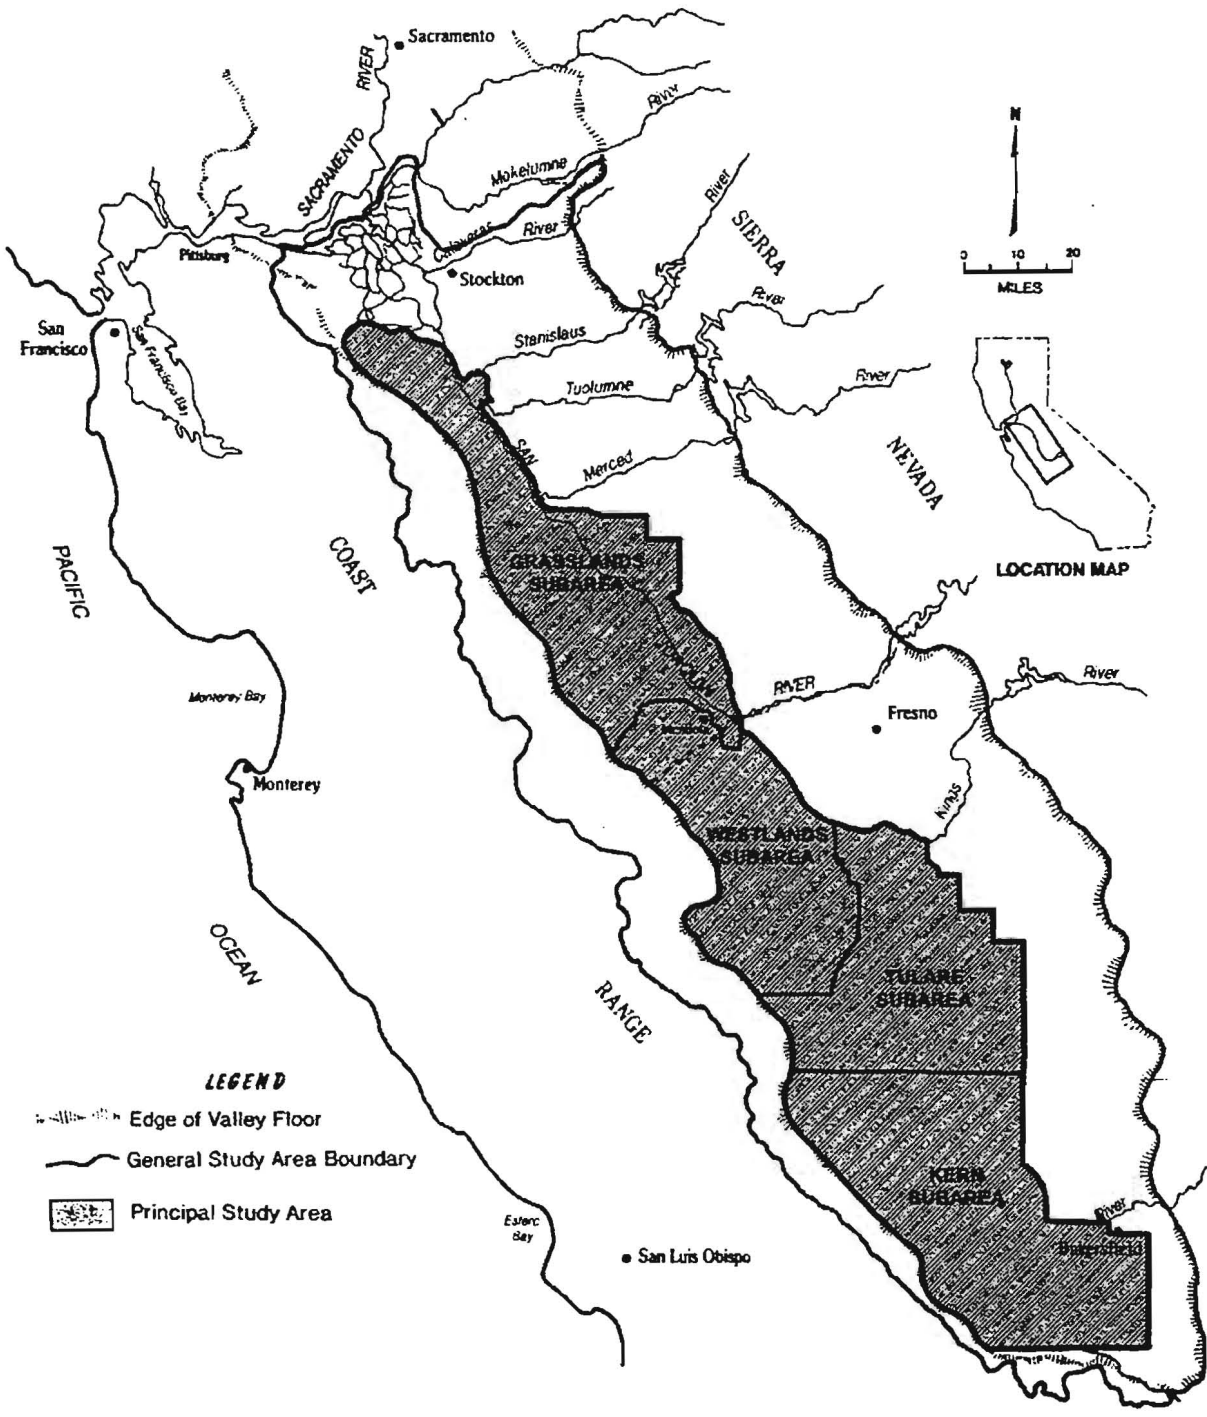 Sacramento
RIVER
SACRAMENTO
River
Mokelumne
Calaveras
River
River
SIERRA
N
0 10 20
MILES
Pittsburg
Stockton
San
Francisco
San Francisco Bay
Stanislaus
River
Tuolumne
River
SAN
Merced
NEVADA
LOCATION MAP
PACIFIC
COAST
GRASSLANDS
SUBAREA
RIVER
River
Monterey Bay
Fresno
Monterey
Kings
WESTLANDS
SUBAREA
OCEAN
RANGE
TULARE
SUBAREA
LEGEND
Edge of Valley Floor
General Study Area Boundary
Principal Study Area
KERN
SUBAREA
River
Bakersfield
Bay
San Luis Obispo